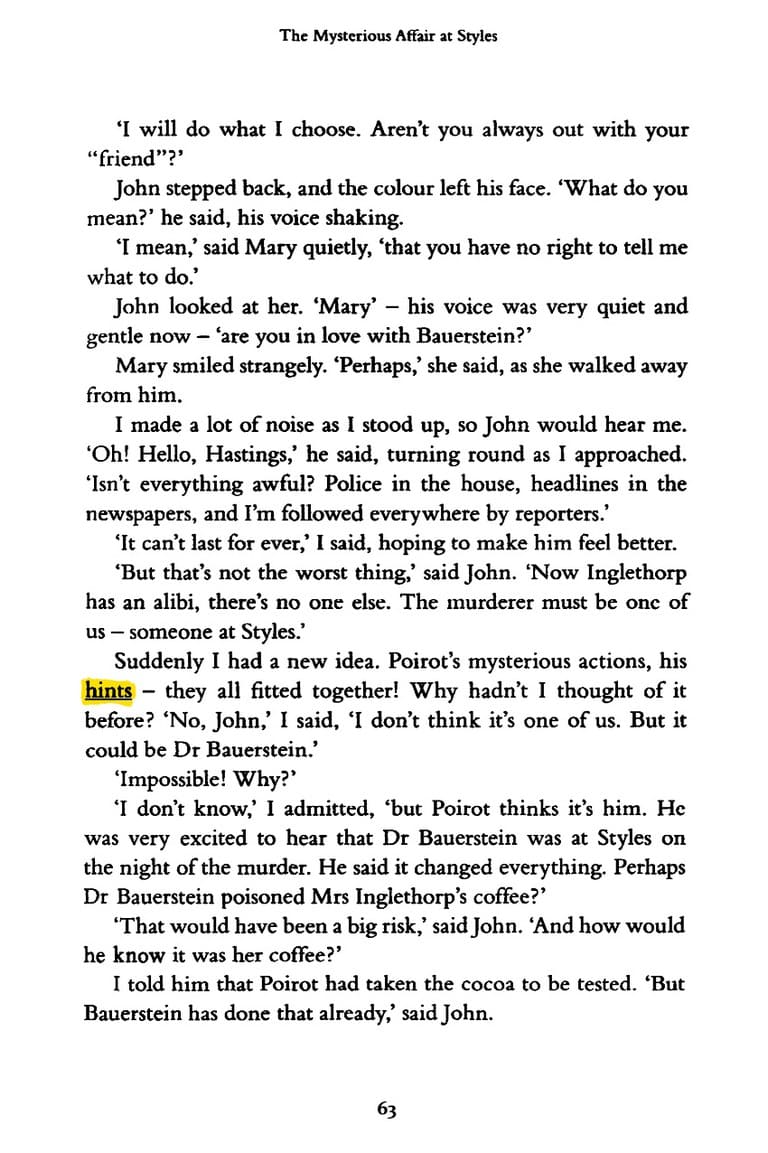 The Mysterious Affair at Styles
‘I will do what I choose. Aren’t you always out with your
“friend”?’
John stepped back, and the colour left his face. ‘What do you
mean?’ he said, his voice shaking.
‘I mean,’ said Mary quietly, ‘that you have no right to tell me
what to do.’
John looked at her. ‘Mary’ – his voice was very quiet and
gentle now – ‘are you in love with Bauerstein?’
Mary smiled strangely. ‘Perhaps,’ she said, as she walked away
from him.
I made a lot of noise as I stood up, so John would hear me.
‘Oh! Hello, Hastings,’ he said, turning round as I approached.
‘Isn’t everything awful? Police in the house, headlines in the
newspapers, and I’m followed everywhere by reporters.’
‘It can’t last for ever,’ I said, hoping to make him feel better.
‘But that’s not the worst thing,’ said John. ‘Now Inglethorp
has an alibi, there’s no one else. The murderer must be one of
us – someone at Styles.’
Suddenly I had a new idea. Poirot’s mysterious actions, his
hints – they all fitted together! Why hadn’t I thought of it
before? ‘No, John,’ I said, ‘I don’t think it’s one of us. But it
could be Dr Bauerstein.’
‘Impossible! Why?’
‘I don’t know,’ I admitted, ‘but Poirot thinks it’s him. He
was very excited to hear that Dr Bauerstein was at Styles on
the night of the murder. He said it changed everything. Perhaps
Dr Bauerstein poisoned Mrs Inglethorp’s coffee?’
‘That would have been a big risk,’ said John. ‘And how would
he know it was her coffee?’
I told him that Poirot had taken the cocoa to be tested. ‘But
Bauerstein has done that already,’ said John.
63